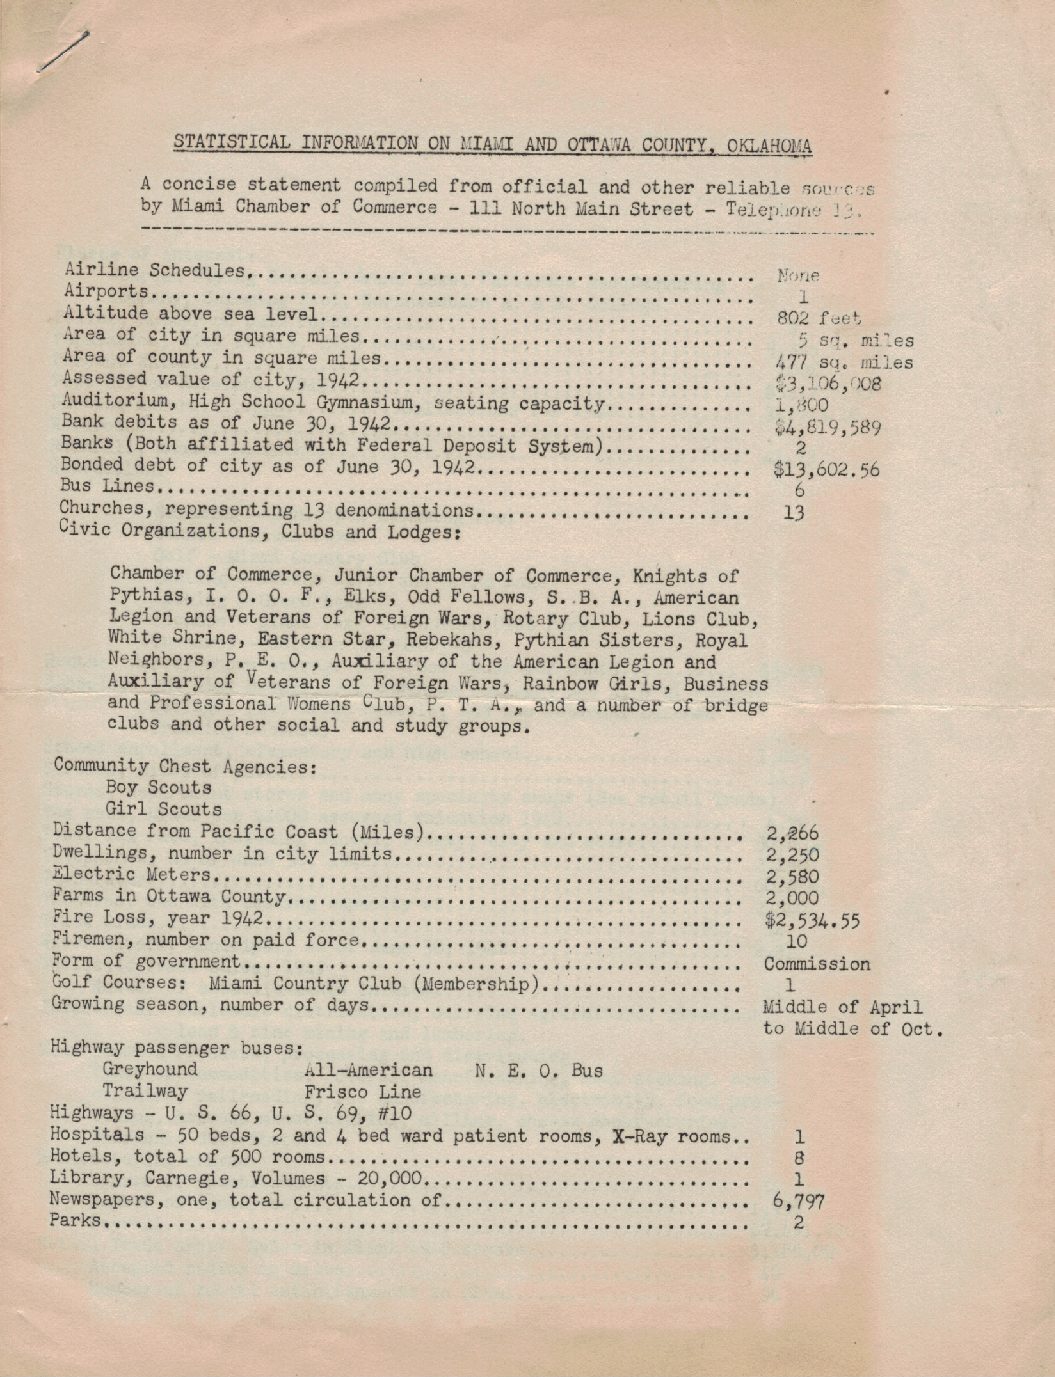 STATISTICAL INFORMATION ON MIAMI AND OTTAWA COUNTY, OKLAHOMA
A concise statement compiled from official and other reliable sources
by Miami Chamber of Commerce - 111 North Main Street - Telephone 13.
Airline Schedules................................................ None
Airports......................................................... 1
Altitude above sea level......................................... 802 feet
Area of city in square miles..................................... 5 sq. miles
Area of county in square miles................................... 477 sq. miles
Assessed value of city, 1942..................................... $3,106,008
Auditorium, High School Gymnasium, seating capacity.............. 1,800
Bank debits as of June 30, 1942.................................. $4,819,589
Banks (Both affiliated with Federal Deposit System).............. 2
Bonded debt of city as of June 30, 1942.......................... $13,602.56
Bus Lines........................................................ 6
Churches, representing 13 denominations.......................... 13
Civic Organizations, Clubs and Lodges:
Chamber of Commerce, Junior Chamber of Commerce, Knights of
Pythias, I. O. O. F., Elks, Odd Fellows, S. B. A., American
Legion and Veterans of Foreign Wars, Rotary Club, Lions Club,
White Shrine, Eastern Star, Rebekahs, Pythian Sisters, Royal
Neighbors, P. E. O., Auxiliary of the American Legion and
Auxiliary of Veterans of Foreign Wars, Rainbow Girls, Business
and Professional Womens Club, P. T. A., and a number of bridge
clubs and other social and study groups.
Community Chest Agencies:
Boy Scouts
Girl Scouts
Distance from Pacific Coast (Miles).............................. 2,266
Dwellings, number in city limits................................. 2,250
Electric Meters.................................................. 2,580
Farms in Ottawa County........................................... 2,000
Fire Loss, year 1942............................................. $2,534.55
Firemen, number on paid force.................................... 10
Form of government............................................... Commission
Golf Courses: Miami Country Club (Membership)................... 1
Growing season, number of days................................... Middle of April
to Middle of Oct.
Highway passenger buses:
Greyhound All-American N. E. O. Bus
Trailway Frisco Line
Highways - U. S. 66, U. S. 69, #10
Hospitals - 50 beds, 2 and 4 bed ward patient rooms, X-Ray rooms.. 1
Hotels, total of 500 rooms....................................... 8
Library, Carnegie, Volumes - 20,000.............................. 1
Newspapers, one, total circulation of............................ 6,797
Parks............................................................ 2